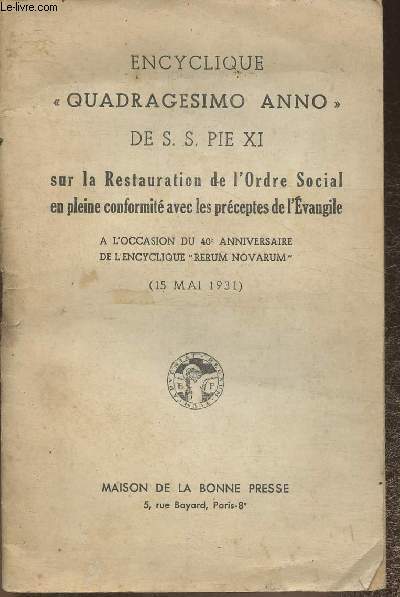 Le-livre.com
ENCYCLIQUE
« QUADRAGESIMO ANNO »
DE S. S. PIE XI
sur la Restauration de l'Ordre Social
en pleine conformité avec les préceptes de l'Évangile
A L'OCCASION DU 40e ANNIVERSAIRE
DE L'ENCYCLIQUE "RERUM NOVARUM"
(15 MAI 1931)
MAISON DE LA BONNE PRESSE
5, rue Bayard, Paris-8e